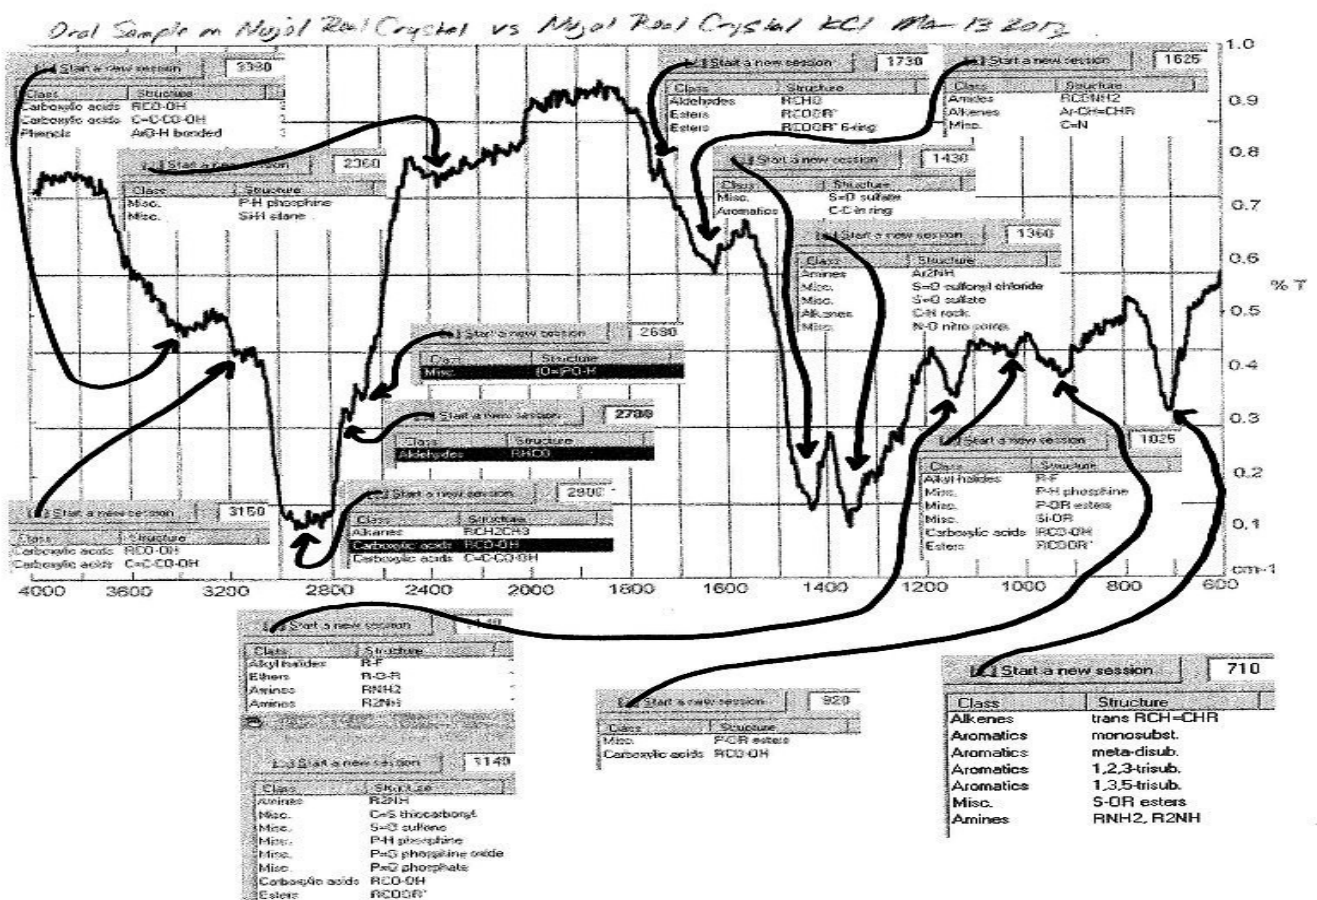 Oral Sample on Nujol Real Crystal vs Nujol Real Crystal KCl Mar 13 2012
Start a new session 3390
Class Structure
Carboxylic acids RCO-OH
Carboxylic acids C=C-CO-OH
Phenols ArO-H bonded
Start a new session 2360
Class Structure
Misc. P-H phosphine
Misc. Si-H silane
Start a new session 1730
Class Structure
Aldehydes RCHO
Esters RCOOR'
Esters RCOOR' 6-ring
Start a new session 1625
Class Structure
Amides RCONH2
Alkenes Ar-CH=CHR
Misc. C=N
Start a new session 1430
Class Structure
Misc. S=O sulfate
Aromatics C-C in ring
Start a new session 1360
Class Structure
Amines Ar2NH
Misc. S=O sulfonyl chloride
Misc. S=O sulfate
Alkanes C-H rock
Misc. N-O nitro
Start a new session 2680
Class Structure
Misc. (O=)PO-H
Start a new session 2780
Class Structure
Aldehydes RHCO
Start a new session 2900
Class Structure
Alkanes RCH2CH3
Carboxylic acids RCO-OH
Carboxylic acids C=C-CO-OH
Start a new session 3150
Class Structure
Carboxylic acids RCO-OH
Carboxylic acids C=C-CO-OH
Start a new session 1025
Class Structure
Alkyl halides R-F
Misc. P-H phosphine
Misc. P-OR esters
Misc. Si-OR
Carboxylic acids RCO-OH
Esters RCOOR'
1.0
0.9
0.8
0.7
0.6
% T
0.5
0.4
0.3
0.2
0.1
cm-1
4000 3600 3200 2800 2400 2000 1800 1600 1400 1200 1000 800 600
Start a new session 1140
Class Structure
Alkyl halides R-F
Ethers R-O-R
Amines RNH2
Amines R2NH
Start a new session 1140
Class Structure
Amines R2NH
Misc. C=S thiocarbonyl
Misc. S=O sulfone
Misc. P-H phosphine
Misc. P=O phosphine oxide
Misc. P=O phosphate
Carboxylic acids RCO-OH
Esters RCOOR'
Start a new session 920
Class Structure
Misc. P-OR esters
Carboxylic acids RCO-OH
Start a new session 710
Class Structure
Alkenes trans RCH=CHR
Aromatics monosubst.
Aromatics meta-disub.
Aromatics 1,2,3-trisub.
Aromatics 1,3,5-trisub.
Misc. S-OR esters
Amines RNH2, R2NH